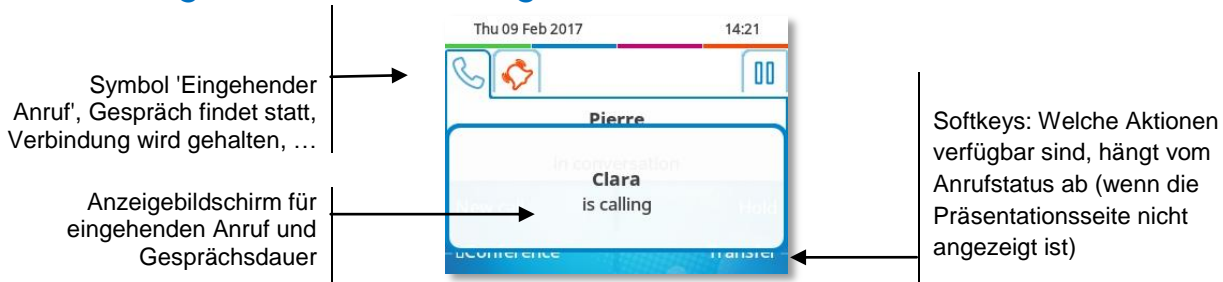 Thu 09 Feb 2017 14:21
Symbol 'Eingehender
Anruf', Gespräch findet statt,
Verbindung wird gehalten, …
Pierre
in conversation
Clara
is calling
Hold
Conference Transfer
Anzeigebildschirm für
eingehenden Anruf und
Gesprächsdauer
Softkeys: Welche Aktionen
verfügbar sind, hängt vom
Anrufstatus ab (wenn die
Präsentationsseite nicht
angezeigt ist)